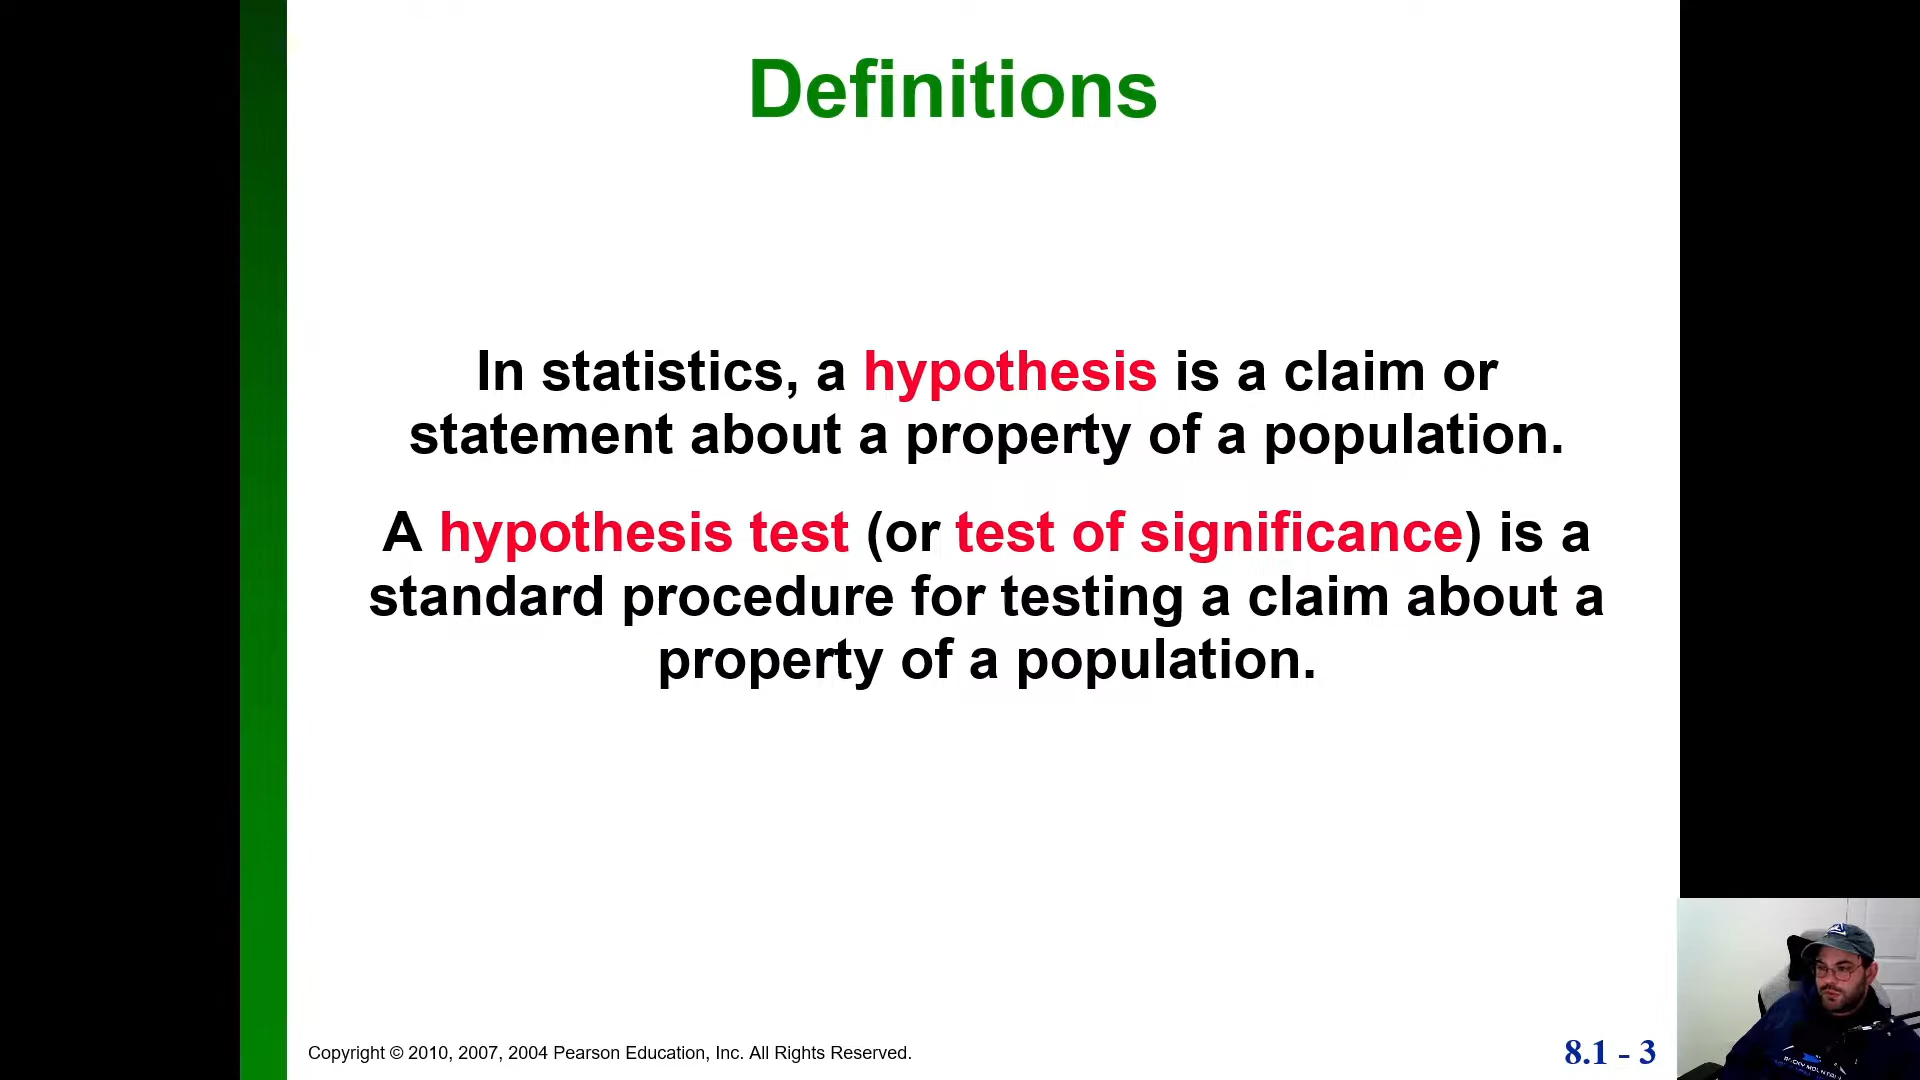 Definitions
In statistics, a hypothesis is a claim or
statement about a property of a population.
A hypothesis test (or test of significance) is a
standard procedure for testing a claim about a
property of a population.
Copyright © 2010, 2007, 2004 Pearson Education, Inc. All Rights Reserved.
8.1 - 3